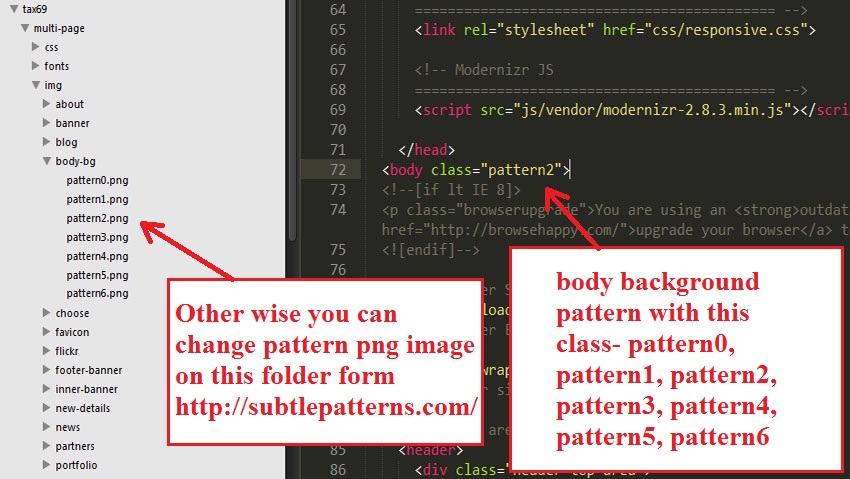 tax69
multi-page
css
fonts
img
about
banner
blog
body-bg
pattern0.png
pattern1.png
pattern2.png
pattern3.png
pattern4.png
pattern5.png
pattern6.png
choose
favicon
flickr
footer-banner
inner-banner
new-details
news
partners
portfolio
64 ========================================= -->
65 <link rel="stylesheet" href="css/responsive.css">
66
67 <!-- Modernizr JS
68 ========================================= -->
69 <script src="js/vendor/modernizr-2.8.3.min.js"></scri
70
71 </head>
72 <body class="pattern2">
73 <!--[if lt IE 8]>
74 <p class="browserupgrade">You are using an <strong>outdat
href="http://browsehappy.com/">upgrade your browser</a> t
75 <![endif]-->
76
85 <header>
86 <div class="header-top-area">
Other wise you can
change pattern png image
on this folder form
http://subtlepatterns.com/
body background
pattern with this
class- pattern0,
pattern1, pattern2,
pattern3, pattern4,
pattern5, pattern6